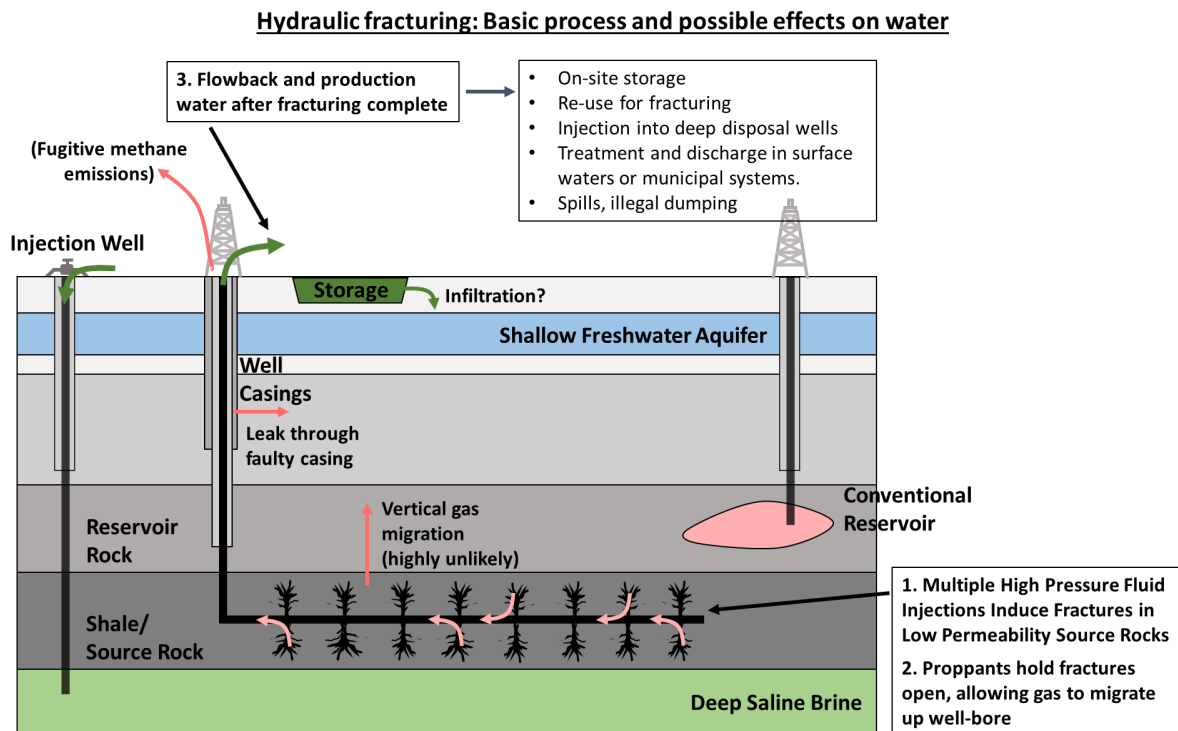 Hydraulic fracturing: Basic process and possible effects on water
3. Flowback and production
water after fracturing complete
• On-site storage
• Re-use for fracturing
• Injection into deep disposal wells
• Treatment and discharge in surface
waters or municipal systems.
• Spills, illegal dumping
(Fugitive methane
emissions)
Injection Well
Storage
Infiltration?
Shallow Freshwater Aquifer
Well
Casings
Leak through
faulty casing
Conventional
Reservoir
Reservoir
Rock
Vertical gas
migration
(highly unlikely)
1. Multiple High Pressure Fluid
Injections Induce Fractures in
Low Permeability Source Rocks
2. Proppants hold fractures
open, allowing gas to migrate
up well-bore
Shale/
Source Rock
Deep Saline Brine